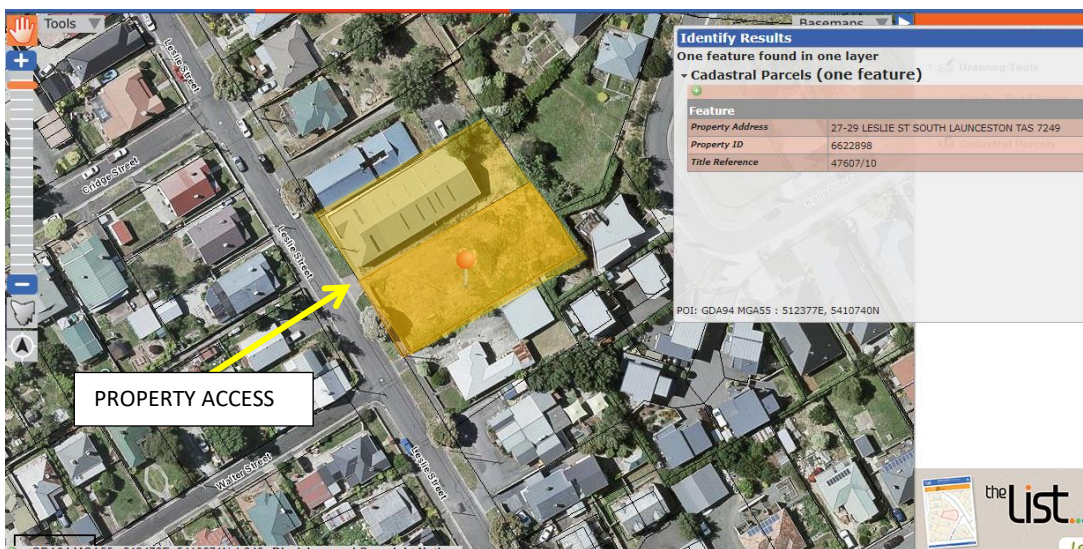 Tools
Basemaps
Identify Results
One feature found in one layer
Cadastral Parcels (one feature)
Drawing Tools
Feature
Property Address 27-29 LESLIE ST SOUTH LAUNCESTON TAS 7249
Property ID 6622898
Cadastral Parcels
Title Reference 47607/10
POI: GDA94 MGA55 : 512377E, 5410740N
Leslie Street
Cridge Street
Leslie Street
PROPERTY ACCESS
Walter Street
Leslie Street
the List